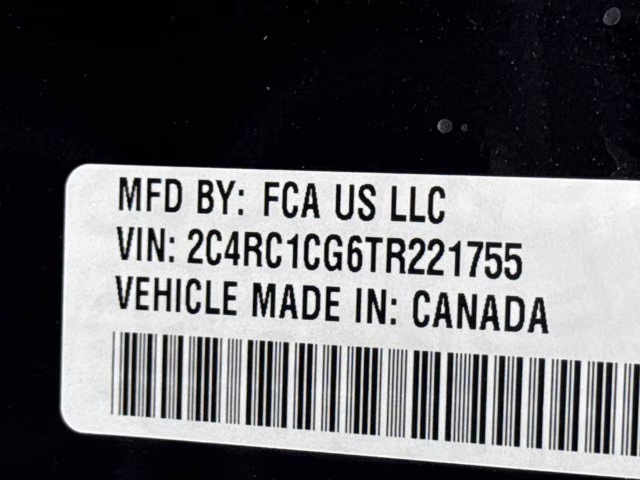 MFD BY: FCA US LLC
VIN: 2C4RC1CG6TR221755
VEHICLE MADE IN: CANADA